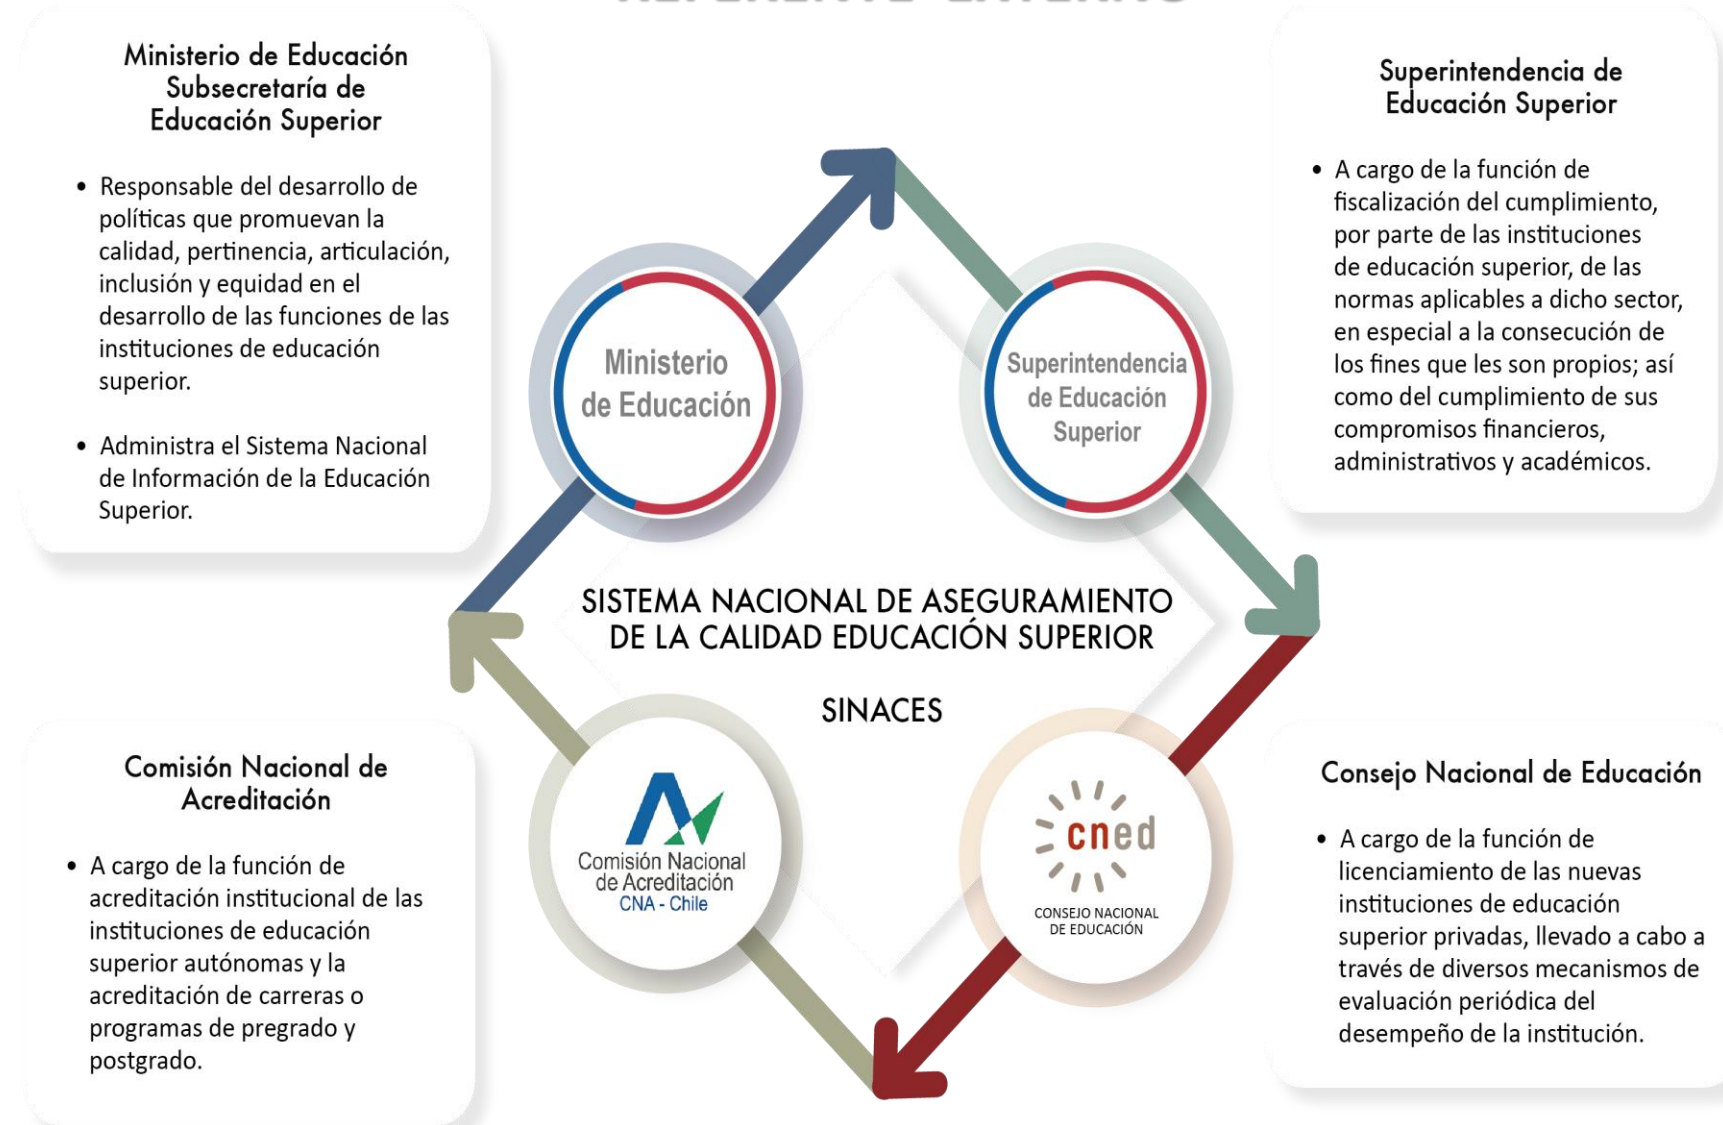 Ministerio de Educación
Subsecretaría de
Educación Superior
• Responsable del desarrollo de
políticas que promuevan la
calidad, pertinencia, articulación,
inclusión y equidad en el
desarrollo de las funciones de las
instituciones de educación
superior.
• Administra el Sistema Nacional
de Información de la Educación
Superior.
Superintendencia de
Educación Superior
• A cargo de la función de
fiscalización del cumplimiento,
por parte de las instituciones
de educación superior, de las
normas aplicables a dicho sector,
en especial a la consecución de
los fines que les son propios; así
como del cumplimiento de sus
compromisos financieros,
administrativos y académicos.
Ministerio
de Educación
Superintendencia
de Educación
Superior
SISTEMA NACIONAL DE ASEGURAMIENTO
DE LA CALIDAD EDUCACIÓN SUPERIOR
SINACES
Comisión Nacional
de Acreditación
CNA - Chile
cned
CONSEJO NACIONAL
DE EDUCACIÓN
Comisión Nacional de
Acreditación
• A cargo de la función de
acreditación institucional de las
instituciones de educación
superior autónomas y la
acreditación de carreras o
programas de pregrado y
postgrado.
Consejo Nacional de Educación
• A cargo de la función de
licenciamiento de las nuevas
instituciones de educación
superior privadas, llevado a cabo a
través de diversos mecanismos de
evaluación periódica del
desempeño de la institución.